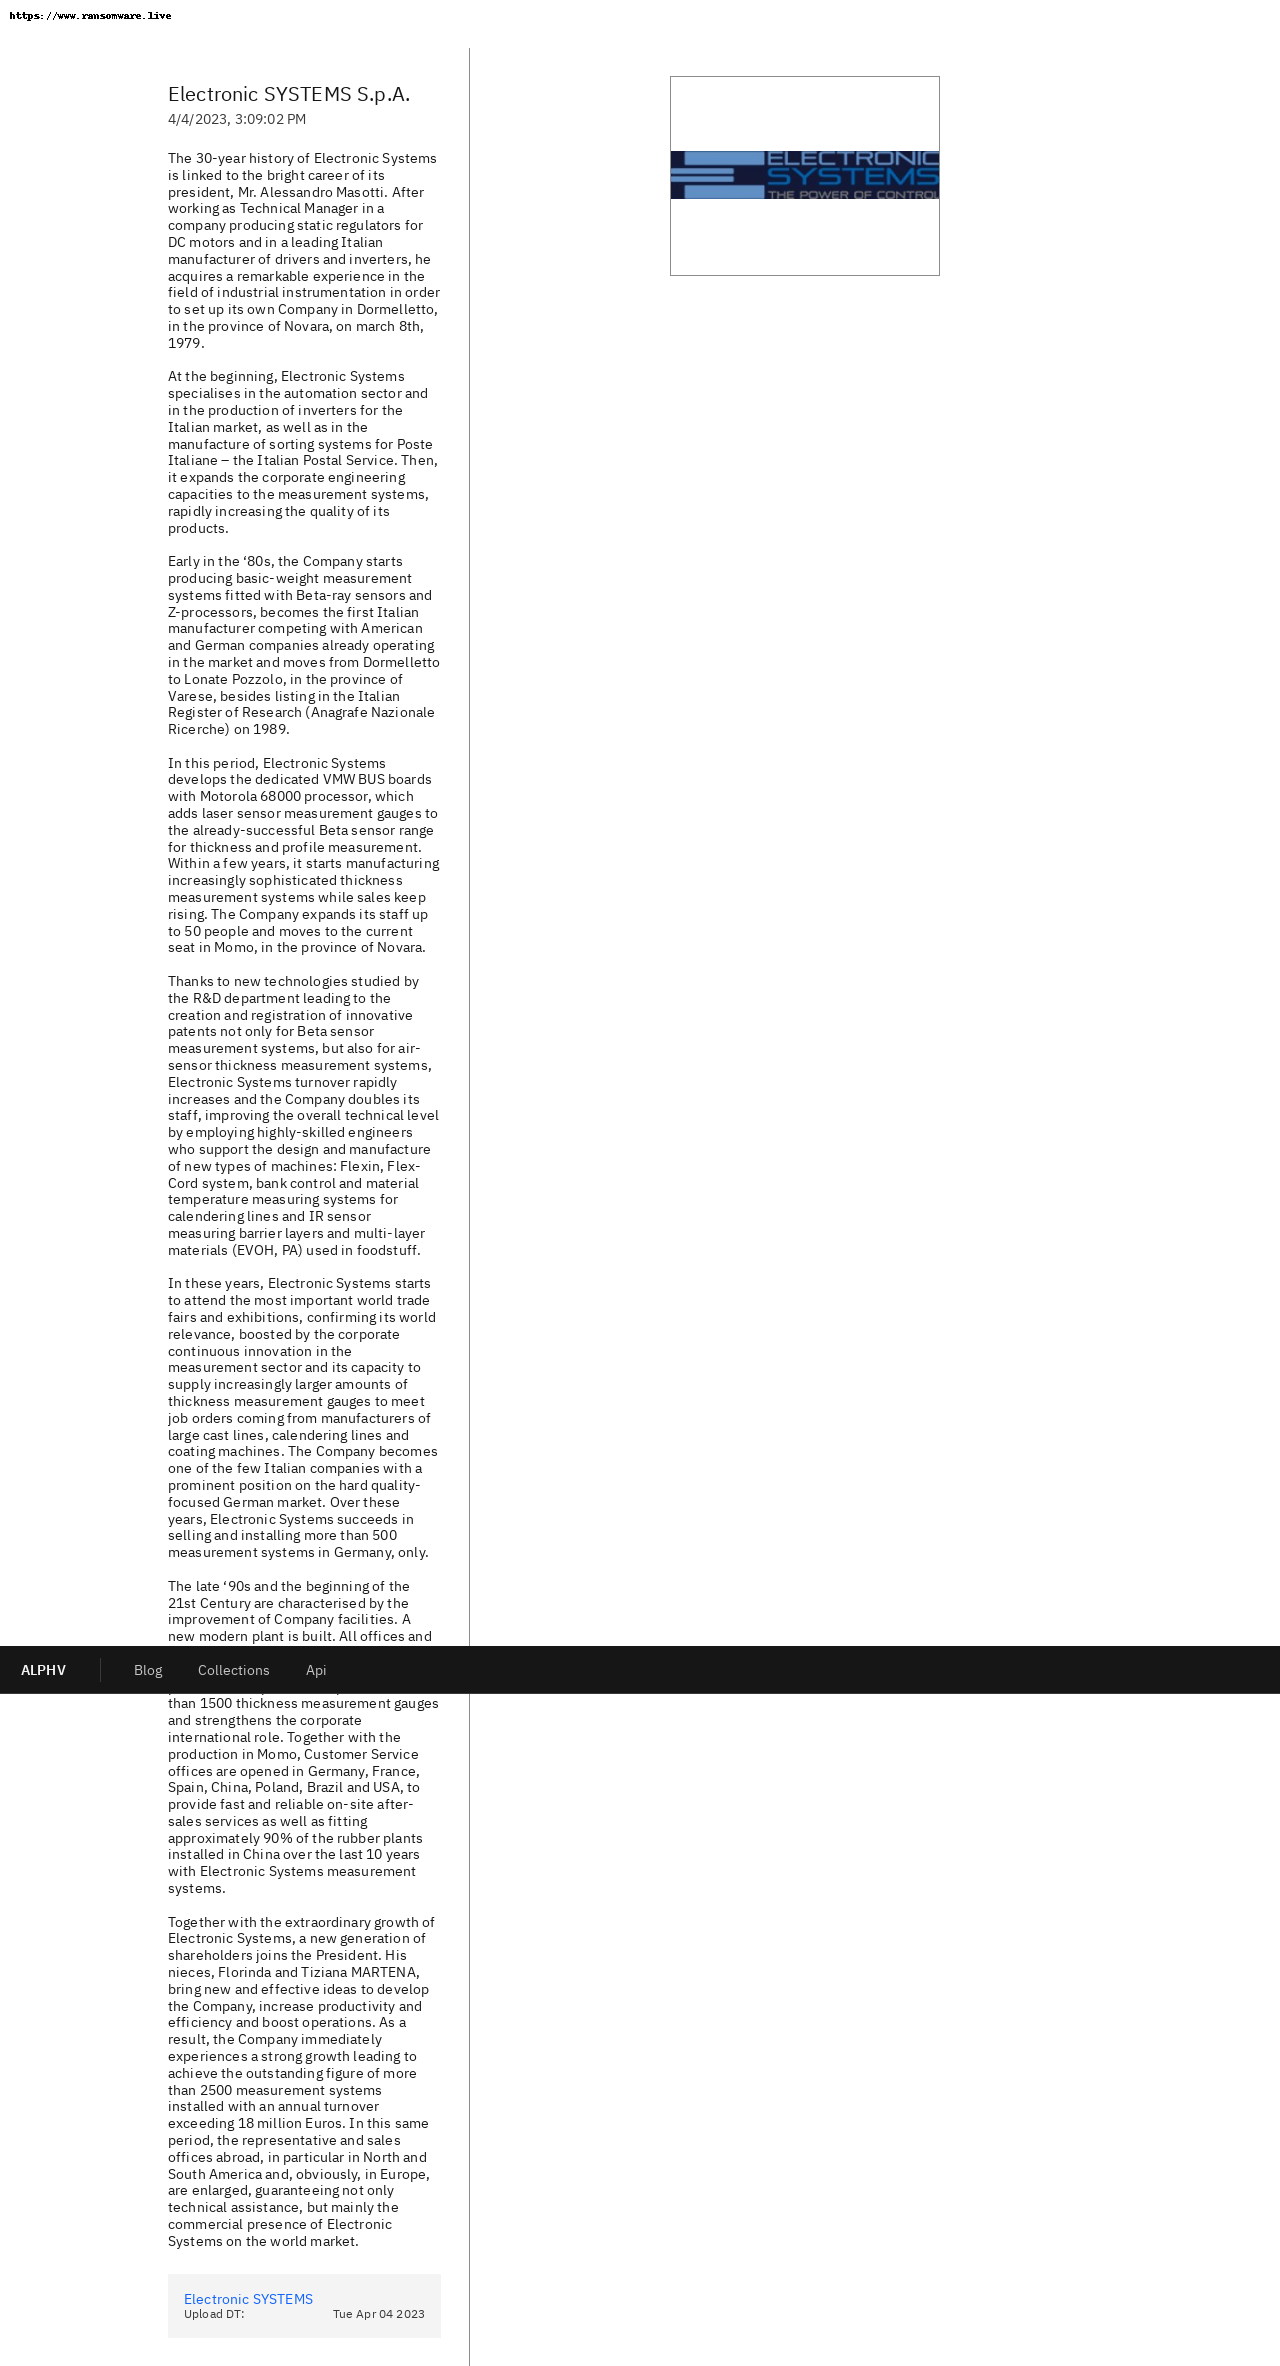 https://www.ransomware.live
Electronic SYSTEMS S.p.A.
4/4/2023, 3:09:02 PM
The 30-year history of Electronic Systems
is linked to the bright career of its
president, Mr. Alessandro Masotti. After
working as Technical Manager in a
company producing static regulators for
DC motors and in a leading Italian
manufacturer of drivers and inverters, he
acquires a remarkable experience in the
field of industrial instrumentation in order
to set up its own Company in Dormelletto,
in the province of Novara, on march 8th,
1979.
At the beginning, Electronic Systems
specialises in the automation sector and
in the production of inverters for the
Italian market, as well as in the
manufacture of sorting systems for Poste
Italiane – the Italian Postal Service. Then,
it expands the corporate engineering
capacities to the measurement systems,
rapidly increasing the quality of its
products.
Early in the ‘80s, the Company starts
producing basic-weight measurement
systems fitted with Beta-ray sensors and
Z-processors, becomes the first Italian
manufacturer competing with American
and German companies already operating
in the market and moves from Dormelletto
to Lonate Pozzolo, in the province of
Varese, besides listing in the Italian
Register of Research (Anagrafe Nazionale
Ricerche) on 1989.
In this period, Electronic Systems
develops the dedicated VMW BUS boards
with Motorola 68000 processor, which
adds laser sensor measurement gauges to
the already-successful Beta sensor range
for thickness and profile measurement.
Within a few years, it starts manufacturing
increasingly sophisticated thickness
measurement systems while sales keep
rising. The Company expands its staff up
to 50 people and moves to the current
seat in Momo, in the province of Novara.
Thanks to new technologies studied by
the R&D department leading to the
creation and registration of innovative
patents not only for Beta sensor
measurement systems, but also for air-
sensor thickness measurement systems,
Electronic Systems turnover rapidly
increases and the Company doubles its
staff, improving the overall technical level
by employing highly-skilled engineers
who support the design and manufacture
of new types of machines: Flexin, Flex-
Cord system, bank control and material
temperature measuring systems for
calendering lines and IR sensor
measuring barrier layers and multi-layer
materials (EVOH, PA) used in foodstuff.
In these years, Electronic Systems starts
to attend the most important world trade
fairs and exhibitions, confirming its world
relevance, boosted by the corporate
continuous innovation in the
measurement sector and its capacity to
supply increasingly larger amounts of
thickness measurement gauges to meet
job orders coming from manufacturers of
large cast lines, calendering lines and
coating machines. The Company becomes
one of the few Italian companies with a
prominent position on the hard quality-
focused German market. Over these
years, Electronic Systems succeeds in
selling and installing more than 500
measurement systems in Germany, only.
The late ‘90s and the beginning of the
21st Century are characterised by the
improvement of Company facilities. A
new modern plant is built. All offices and
ALPHV
Blog
Collections
Api
than 1500 thickness measurement gauges
and strengthens the corporate
international role. Together with the
production in Momo, Customer Service
offices are opened in Germany, France,
Spain, China, Poland, Brazil and USA, to
provide fast and reliable on-site after-
sales services as well as fitting
approximately 90% of the rubber plants
installed in China over the last 10 years
with Electronic Systems measurement
systems.
Together with the extraordinary growth of
Electronic Systems, a new generation of
shareholders joins the President. His
nieces, Florinda and Tiziana MARTENA,
bring new and effective ideas to develop
the Company, increase productivity and
efficiency and boost operations. As a
result, the Company immediately
experiences a strong growth leading to
achieve the outstanding figure of more
than 2500 measurement systems
installed with an annual turnover
exceeding 18 million Euros. In this same
period, the representative and sales
offices abroad, in particular in North and
South America and, obviously, in Europe,
are enlarged, guaranteeing not only
technical assistance, but mainly the
commercial presence of Electronic
Systems on the world market.
Electronic SYSTEMS
Upload DT: Tue Apr 04 2023
ELECTRONIC
SYSTEMS
THE POWER OF CONTROL